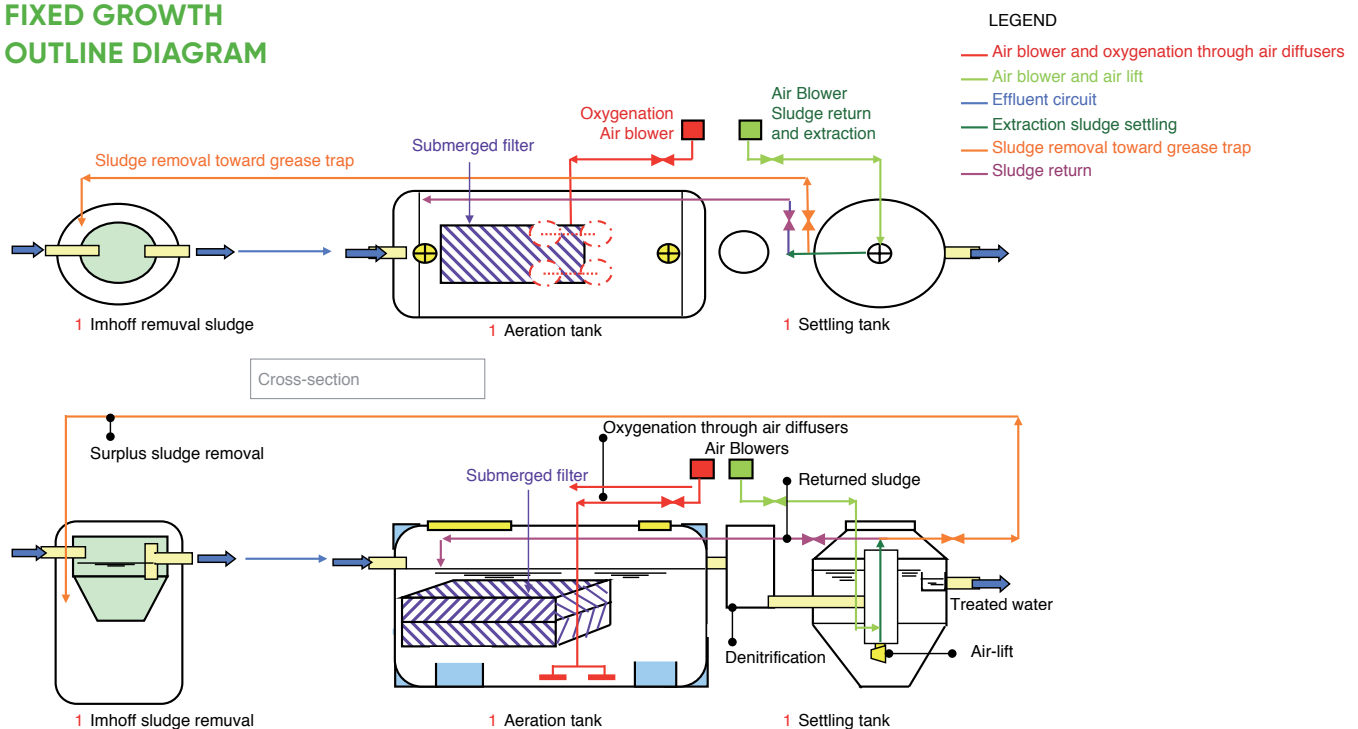 FIXED GROWTH
OUTLINE DIAGRAM
LEGEND
Air blower and oxygenation through air diffusers
Air blower and air lift
Effluent circuit
Extraction sludge settling
Sludge removal toward grease trap
Sludge return
Oxygenation
Air blower
Air Blower
Sludge return
and extraction
Submerged filter
Sludge removal toward grease trap
1 Imhoff remuval sludge
1 Aeration tank
1 Settling tank
Cross-section
Surplus sludge removal
Oxygenation through air diffusers
Air Blowers
Submerged filter
Returned sludge
Treated water
Denitrification
Air-lift
1 Imhoff sludge remuval
1 Aeration tank
1 Settling tank